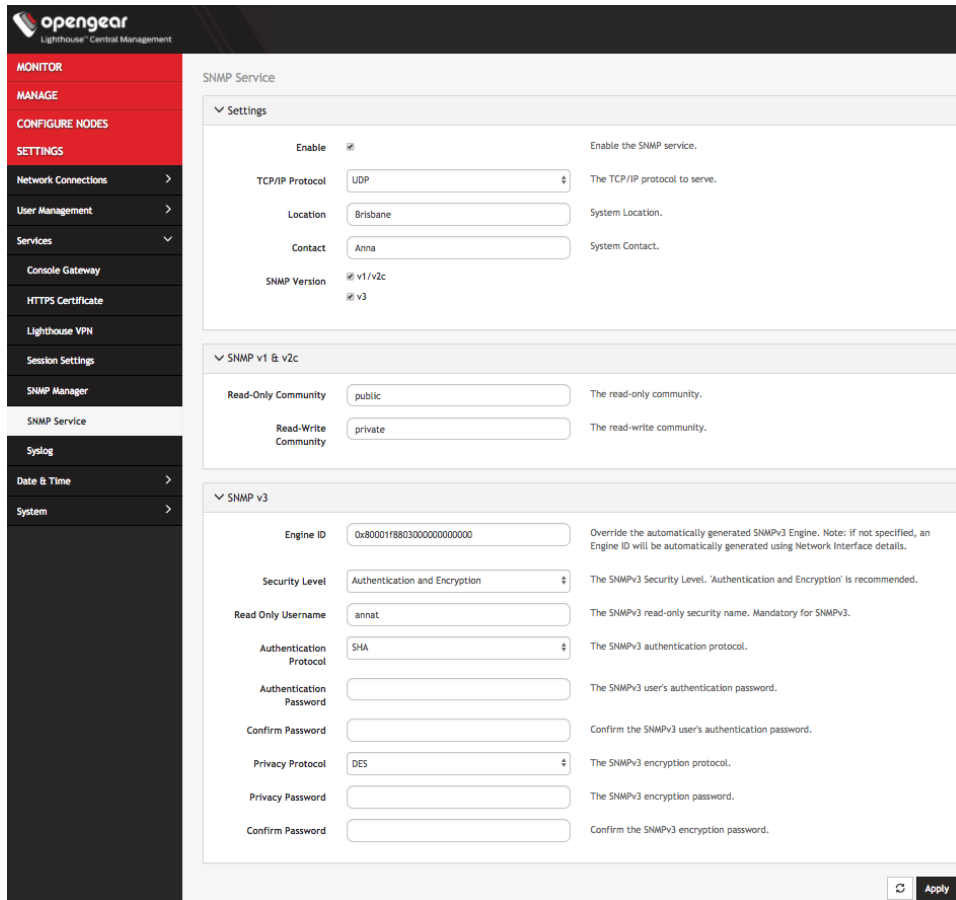 opengear
Lighthouse™ Central Management
MONITOR
MANAGE
CONFIGURE NODES
SETTINGS
Network Connections
User Management
Services
Console Gateway
HTTPS Certificate
Lighthouse VPN
Session Settings
SNMP Manager
SNMP Service
Syslog
Date & Time
System
SNMP Service
Settings
Enable
Enable the SNMP service.
TCP/IP Protocol
UDP
The TCP/IP protocol to serve.
Location
Brisbane
System Location.
Contact
Anna
System Contact.
SNMP Version
v1/v2c
v3
SNMP v1 & v2c
Read-Only Community
public
The read-only community.
Read-Write
Community
private
The read-write community.
SNMP v3
Engine ID
0x80001f8803000000000000
Override the automatically generated SNMPv3 Engine. Note: if not specified, an
Engine ID will be automatically generated using Network Interface details.
Security Level
Authentication and Encryption
The SNMPv3 Security Level. 'Authentication and Encryption' is recommended.
Read Only Username
annat
The SNMPv3 read-only security name. Mandatory for SNMPv3.
Authentication
Protocol
SHA
The SNMPv3 authentication protocol.
Authentication
Password
The SNMPv3 user's authentication password.
Confirm Password
Confirm the SNMPv3 user's authentication password.
Privacy Protocol
DES
The SNMPv3 encryption protocol.
Privacy Password
The SNMPv3 encryption password.
Confirm Password
Confirm the SNMPv3 encryption password.
Apply